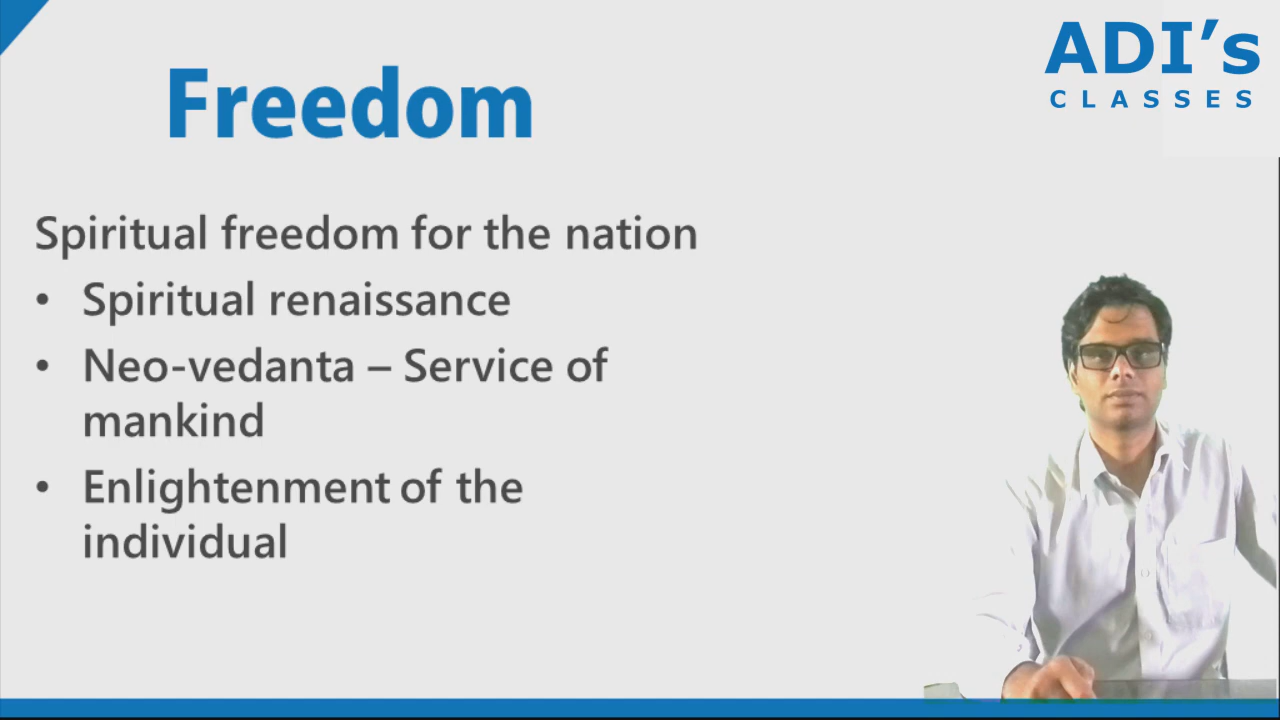 ADI's
CLASSES
Freedom
Spiritual freedom for the nation
• Spiritual renaissance
• Neo-vedanta – Service of
mankind
• Enlightenment of the
individual